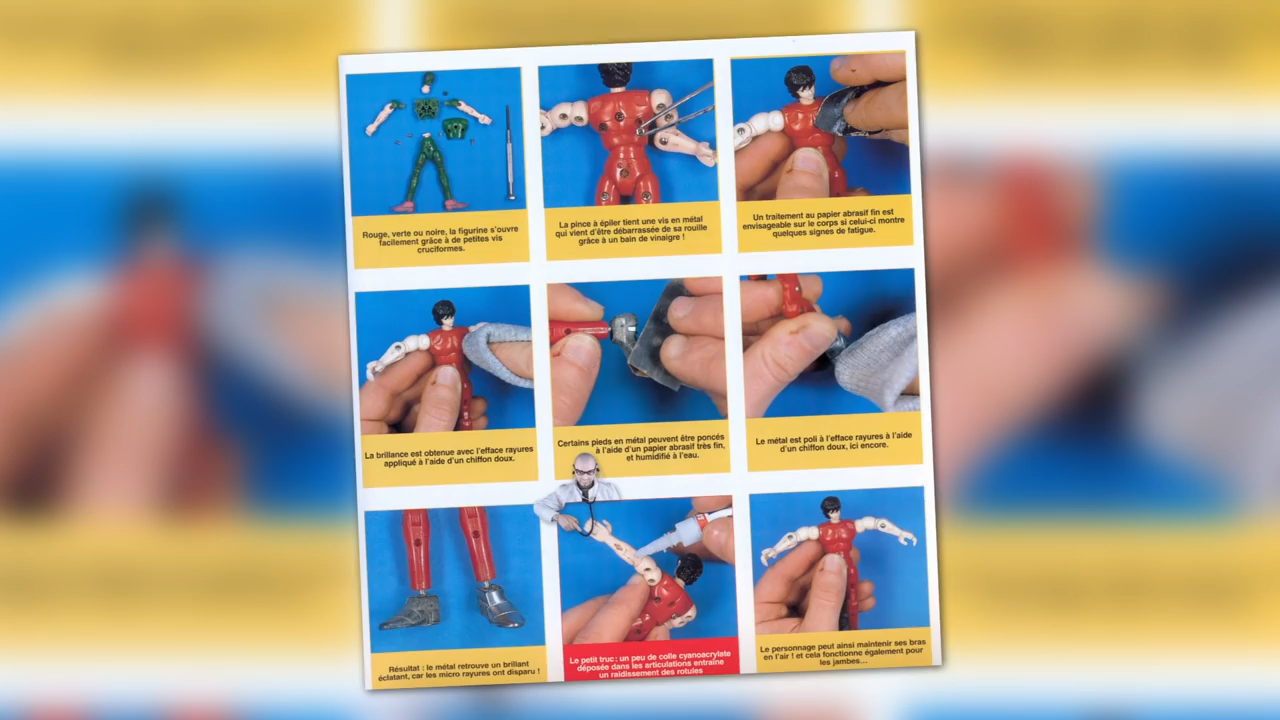 Rouge, verte ou noire, la figurine s'ouvre
facilement grâce à de petites vis
cruciformes.
La pince à épiler tient une vis en métal
qui vient d'être débarrassée de sa rouille
grâce à un bain de vinaigre !
Un traitement au papier abrasif fin est
envisageable sur le corps si celui-ci montre
quelques signes de fatigue.
La brillance est obtenue avec l'efface rayures
appliqué à l'aide d'un chiffon doux.
Certains pieds en métal peuvent être poncés
à l'aide d'un papier abrasif très fin,
et humidifié à l'eau.
Le métal est poli à l'efface rayures à l'aide
d'un chiffon doux, ici encore.
Résultat : le métal retrouve un brillant
éclatant, car les micro rayures ont disparu !
Le petit truc : un peu de colle cyanoacrylate
déposée dans les articulations entraîne
un raidissement des rotules
Le personnage peut ainsi maintenir ses bras
en l'air ! et cela fonctionne également pour
les jambes...